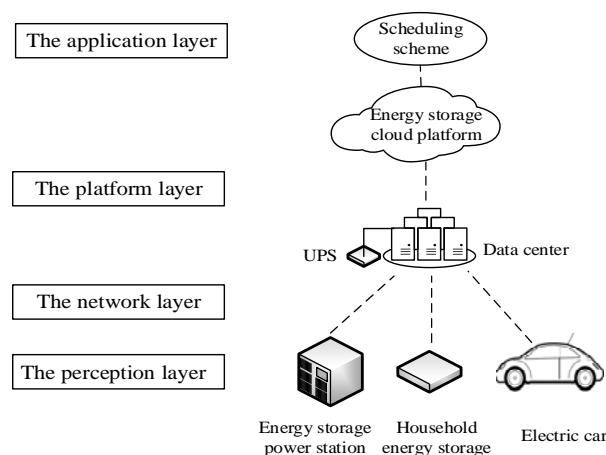 The application layer
Scheduling
scheme
Energy storage
cloud platform
The platform layer
UPS
Data center
The network layer
The perception layer
Energy storage
power station
Household
energy storage
Electric car